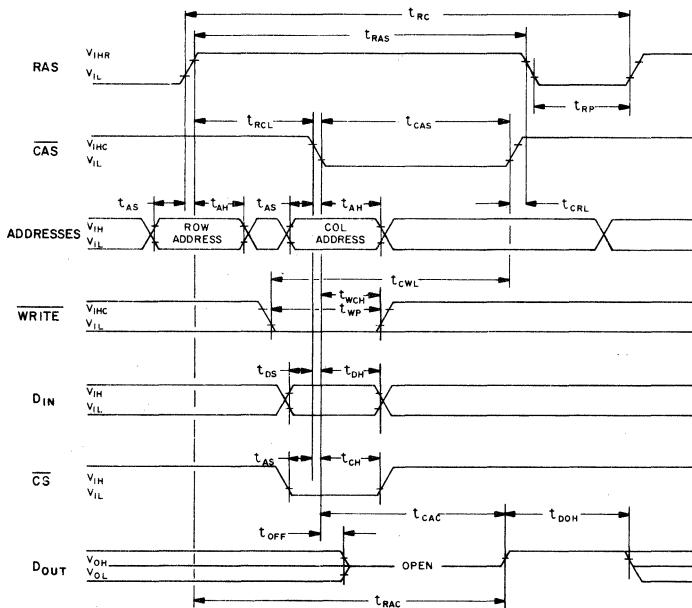 tRC
tRAS
RAS VIHR
VIL
tRP
tRCL tCAS
CAS VIHC
VIL
tAS tAH tAS tAH tCRL
ADDRESSES VIH
VIL
ROW ADDRESS
COL ADDRESS
tCWL
tWCH
tWP
WRITE VIHC
VIL
tDS tDH
DIN VIH
VIL
tAS tCH
CS VIH
VIL
tCAC tDOH
tOFF
DOUT VOH
VOL
OPEN
tRAC